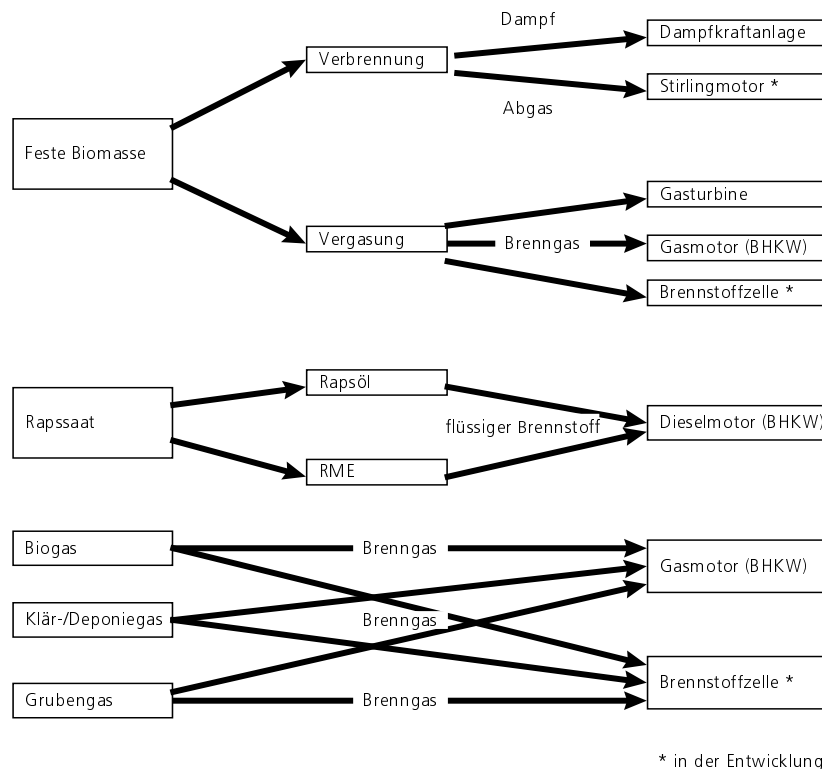 Dampf
Dampfkraftanlage
Verbrennung
Stirlingmotor *
Abgas
Feste Biomasse
Gasturbine
Vergasung
Brenngas
Gasmotor (BHKW)
Brennstoffzelle *
Rapsöl
Rapssaat
flüssiger Brennstoff
Dieselmotor (BHKW)
RME
Biogas
Brenngas
Gasmotor (BHKW)
Klär-/Deponiegas
Brenngas
Brennstoffzelle *
Grubengas
Brenngas
* in der Entwicklung